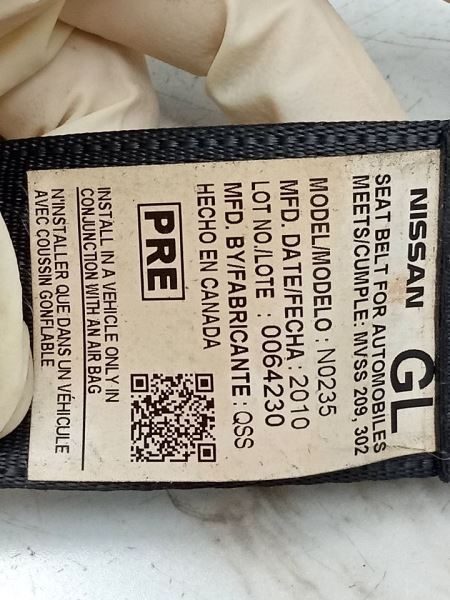 NISSAN GL
SEAT BELT FOR AUTOMOBILES
MEETS/CUMPLE: MVSS 209, 302
MODEL/MODELO : N0235
MFD. DATE/FECHA : 2010
LOT NO./LOTE : 0064230
MFD. BY/FABRICANTE : QSS
HECHO EN CANADA
PRE
INSTALL IN A VEHICLE ONLY IN
CONJUNCTION WITH AN AIR BAG
N'INSTALLER QUE DANS UN VÉHICULE
AVEC COUSSIN GONFLABLE